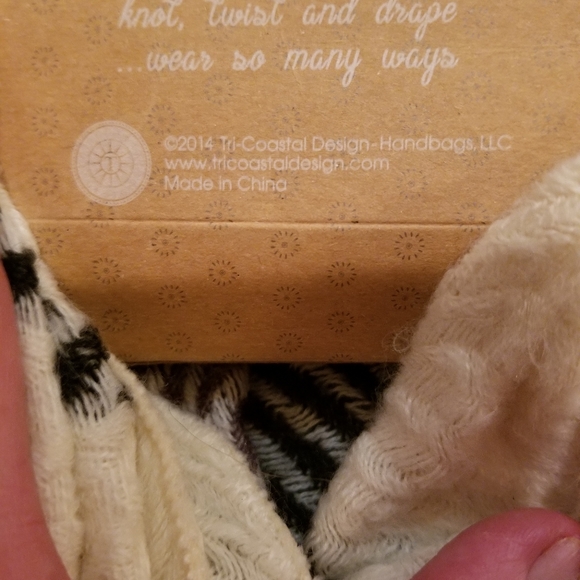 knot, twist and drape
...wear so many ways
©2014 Tri-Coastal Design-Handbags, LLC
www.tricoastaldesign.com
Made in China